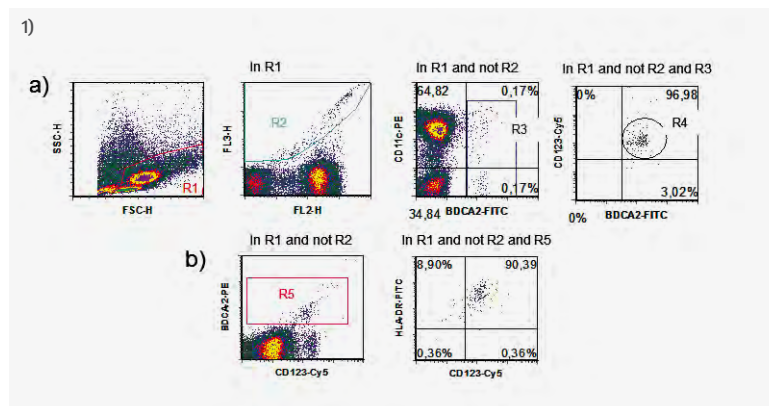 1)
In R1
In R1 and not R2
In R1 and not R2 and R3
a)
SSC-H
R1
FSC-H
FL3-H
R2
FL2-H
64,82
0,17%
CD11c-PE
R3
0,17%
34,84
BDCA2-FITC
0%
96,98
CD123-Cy5
R4
3,02%
0%
BDCA2-FITC
b)
In R1 and not R2
In R1 and not R2 and R5
BDCA2-PE
R5
CD123-Cy5
8,90%
90,39
HLA-DR-FITC
0,36%
0,36%
CD123-Cy5